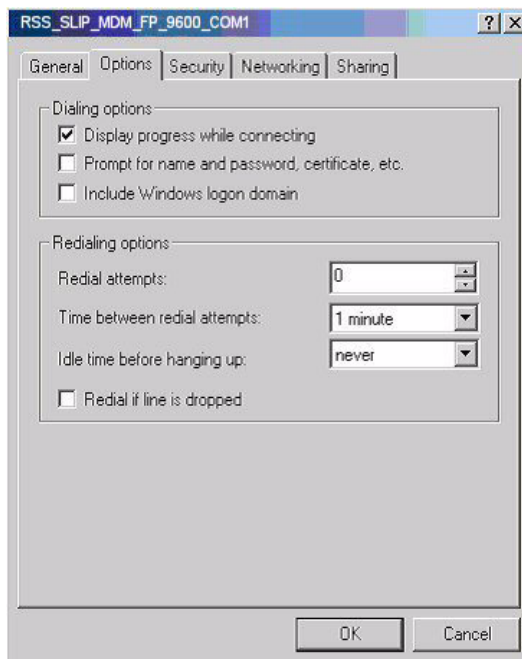 RSS_SLIP_MDM_FP_9600_COM1
General Options Security Networking Sharing
Dialing options
Display progress while connecting
Prompt for name and password, certificate, etc.
Include Windows logon domain
Redialing options
Redial attempts: 0
Time between redial attempts: 1 minute
Idle time before hanging up: never
Redial if line is dropped
OK Cancel